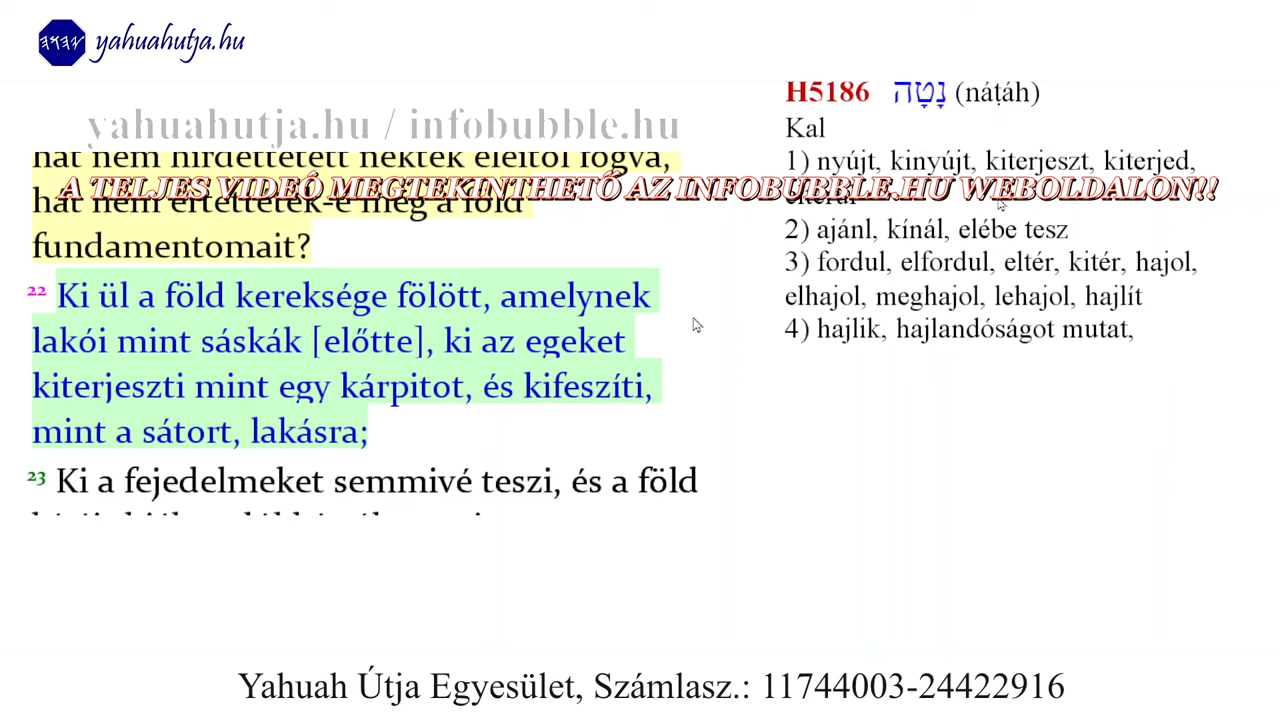 yahuahutja.hu
yahuahutja.hu / infobubble.hu
hát nem hirdettetett néktek eleitől fogva,
A TELJES VIDEÓ MEGTEKINTHETŐ AZ INFOBUBBLE.HU WEBOLDALON!!
hát nem értettétek-é meg a föld
fundamentomait?
22 Ki ül a föld kereksége fölött, amelynek
lakói mint sáskák [előtte], ki az egeket
kiterjeszti mint egy kárpitot, és kifeszíti,
mint a sátort, lakásra;
23 Ki a fejedelmeket semmivé teszi, és a föld
H5186 נָטָה (náṭáh)
Kal
1) nyújt, kinyújt, kiterjeszt, kiterjed,
2) ajánl, kínál, elébe tesz
3) fordul, elfordul, eltér, kitér, hajol,
elhajol, meghajol, lehajol, hajlít
4) hajlik, hajlandóságot mutat,
Yahuah Útja Egyesület, Számlasz.: 11744003-24422916